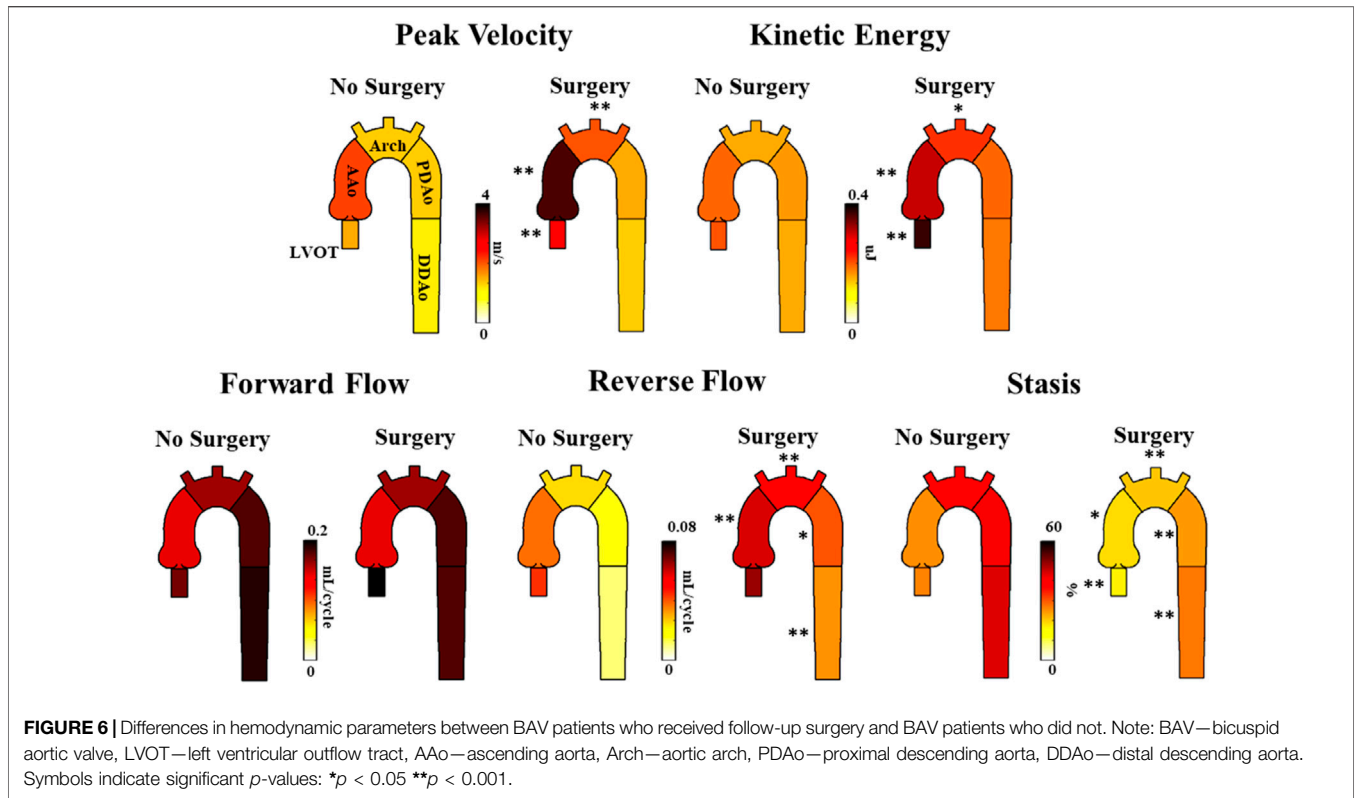 Peak Velocity
Kinetic Energy
No Surgery
Surgery
No Surgery
Surgery
**
*
Arch
AAo
PDAo
DDAo
LVOT
4
m/s
0
**
**
0.4
uJ
0
**
**
Forward Flow
Reverse Flow
Stasis
No Surgery
Surgery
No Surgery
Surgery
No Surgery
Surgery
**
**
0.2
mL/cycle
0
0.08
mL/cycle
0
**
*
**
60
%
0
*
**
**
**
FIGURE 6 | Differences in hemodynamic parameters between BAV patients who received follow-up surgery and BAV patients who did not. Note: BAV—bicuspid
aortic valve, LVOT—left ventricular outflow tract, AAo—ascending aorta, Arch—aortic arch, PDAo—proximal descending aorta, DDAo—distal descending aorta.
Symbols indicate significant p-values: *p < 0.05 **p < 0.001.